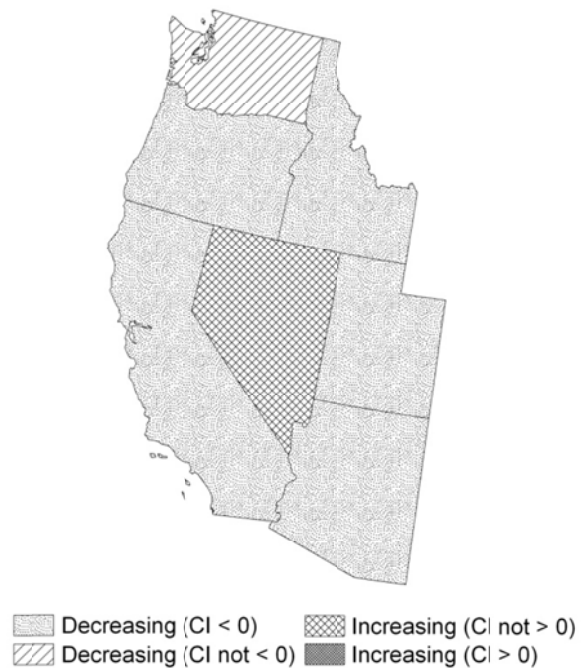 Decreasing (CI < 0)
Increasing (CI not > 0)
Decreasing (CI not < 0)
Increasing (CI > 0)